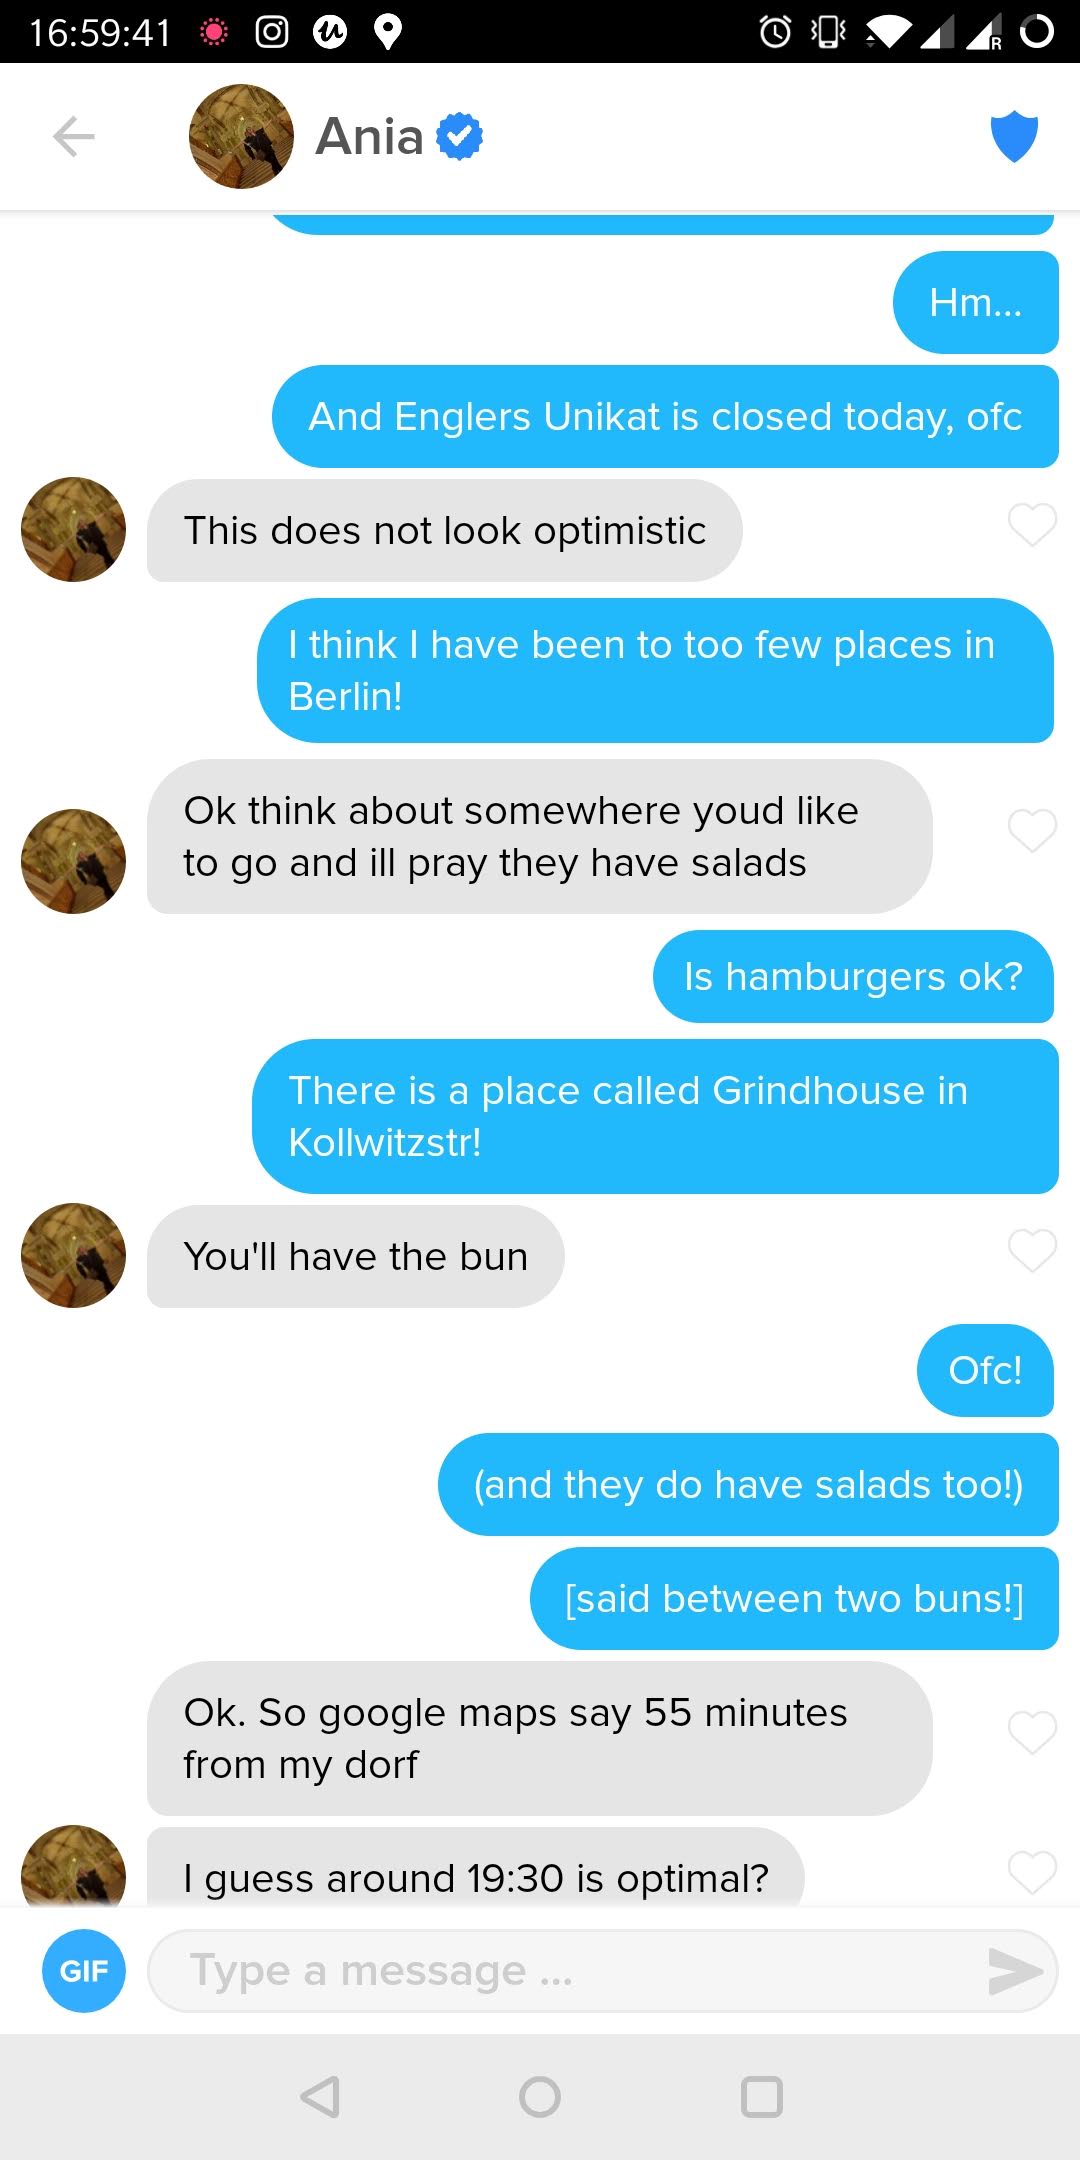 16:59:41
R
Ania
Hm...
And Englers Unikat is closed today, ofc
This does not look optimistic
I think I have been to too few places in
Berlin!
Ok think about somewhere youd like
to go and ill pray they have salads
Is hamburgers ok?
There is a place called Grindhouse in
Kollwitzstr!
You'll have the bun
Ofc!
(and they do have salads too!)
[said between two buns!]
Ok. So google maps say 55 minutes
from my dorf
I guess around 19:30 is optimal?
GIF
Type a message ...